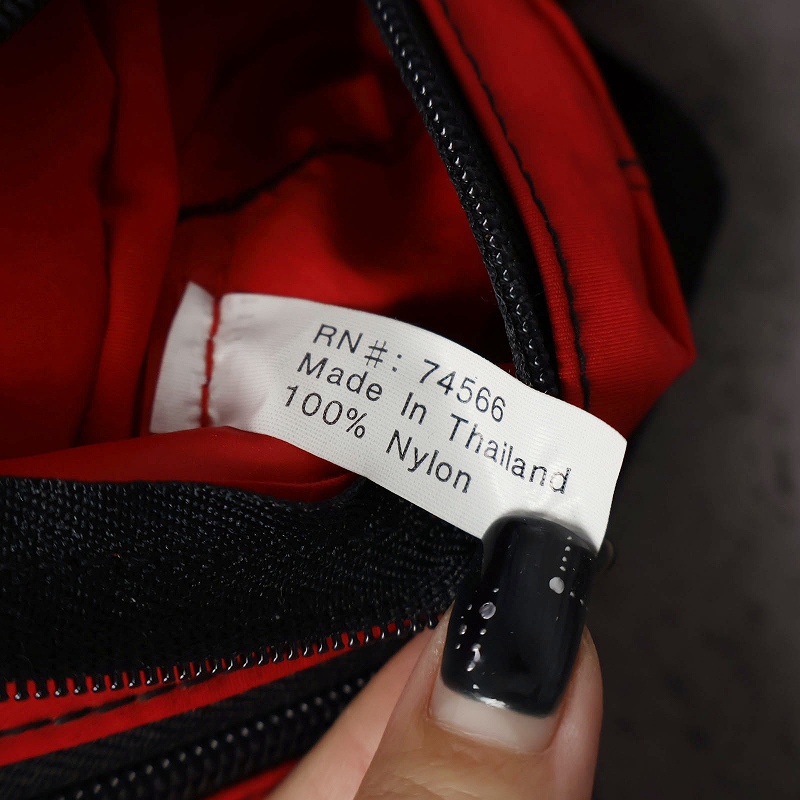 RN#: 74566
Made In Thailand
100% Nylon